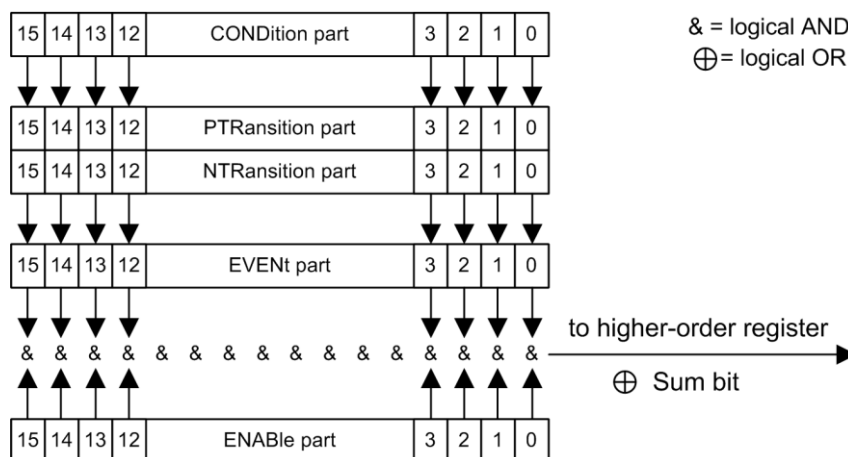 15 14 13 12 CONDition part 3 2 1 0
& = logical AND
⊕ = logical OR
15 14 13 12 PTRansition part 3 2 1 0
15 14 13 12 NTRansition part 3 2 1 0
15 14 13 12 EVENt part 3 2 1 0
& & & & & & & & & & & & & & & & to higher-order register
⊕ Sum bit
15 14 13 12 ENABle part 3 2 1 0